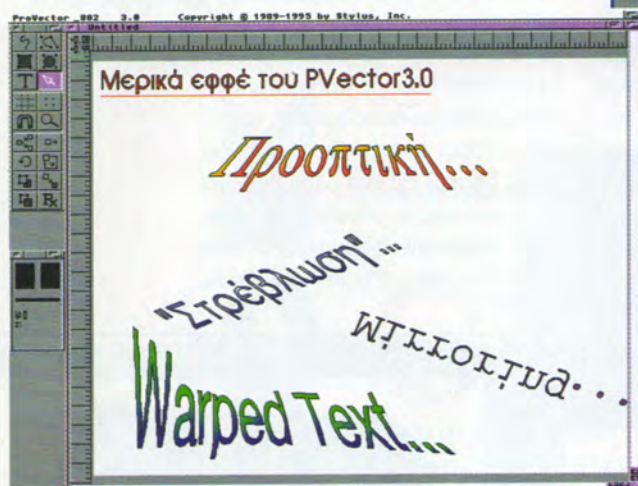 ProVector .802 3.0 Copyright © 1989-1995 by Stylus, Inc.
Untitled
Μερικά εφφέ του PVector3.0
Προοπτική...
"Στρέβλωση"...
Mirroring...
Warped Text...